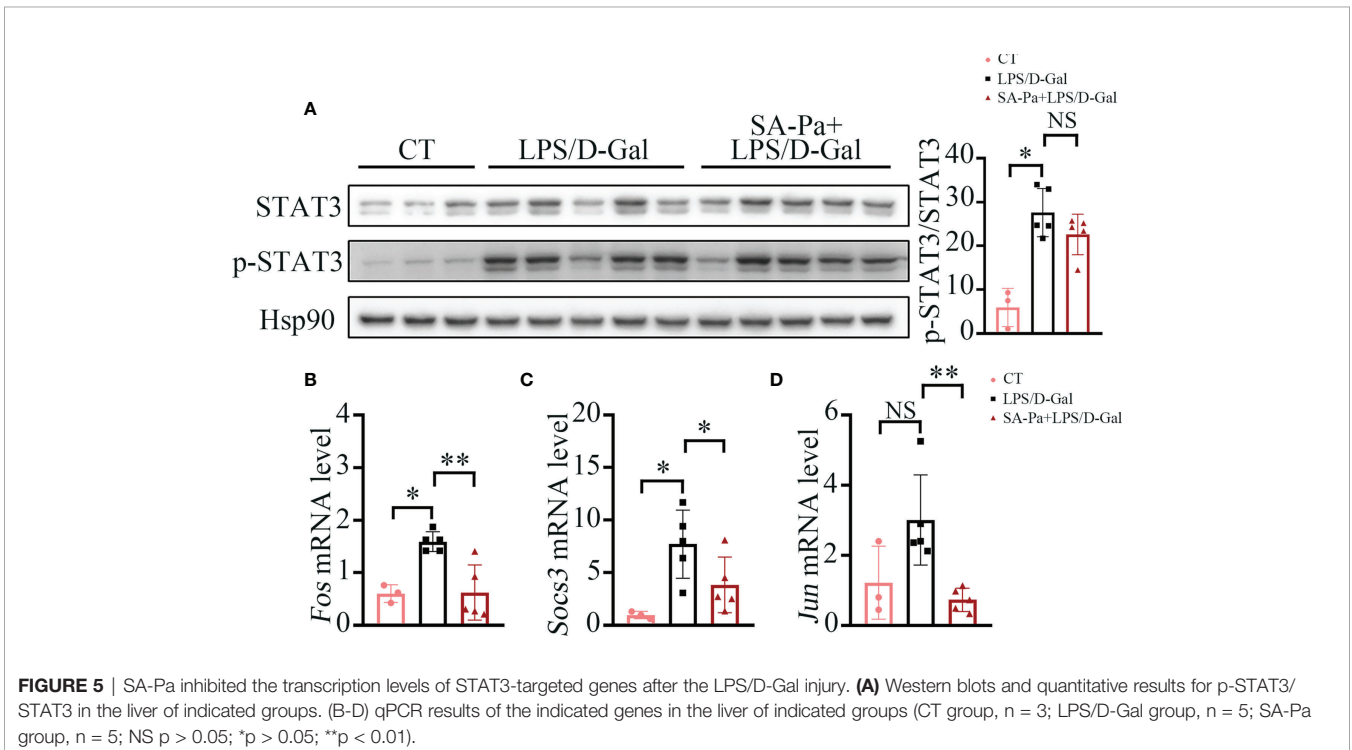 CT
LPS/D-Gal
SA-Pa+LPS/D-Gal
A
CT
LPS/D-Gal
SA-Pa+
LPS/D-Gal
STAT3
p-STAT3
Hsp90
p-STAT3/STAT3
40
30
20
10
0
*
NS
B
Fos mRNA level
4
3
2
1
0
*
**
C
Socs3 mRNA level
20
15
10
5
0
*
*
D
Jun mRNA level
6
4
2
0
NS
**
CT
LPS/D-Gal
SA-Pa+LPS/D-Gal
FIGURE 5 | SA-Pa inhibited the transcription levels of STAT3-targeted genes after the LPS/D-Gal injury. (A) Western blots and quantitative results for p-STAT3/
STAT3 in the liver of indicated groups. (B-D) qPCR results of the indicated genes in the liver of indicated groups (CT group, n = 3; LPS/D-Gal group, n = 5; SA-Pa
group, n = 5; NS p > 0.05; *p > 0.05; **p < 0.01).